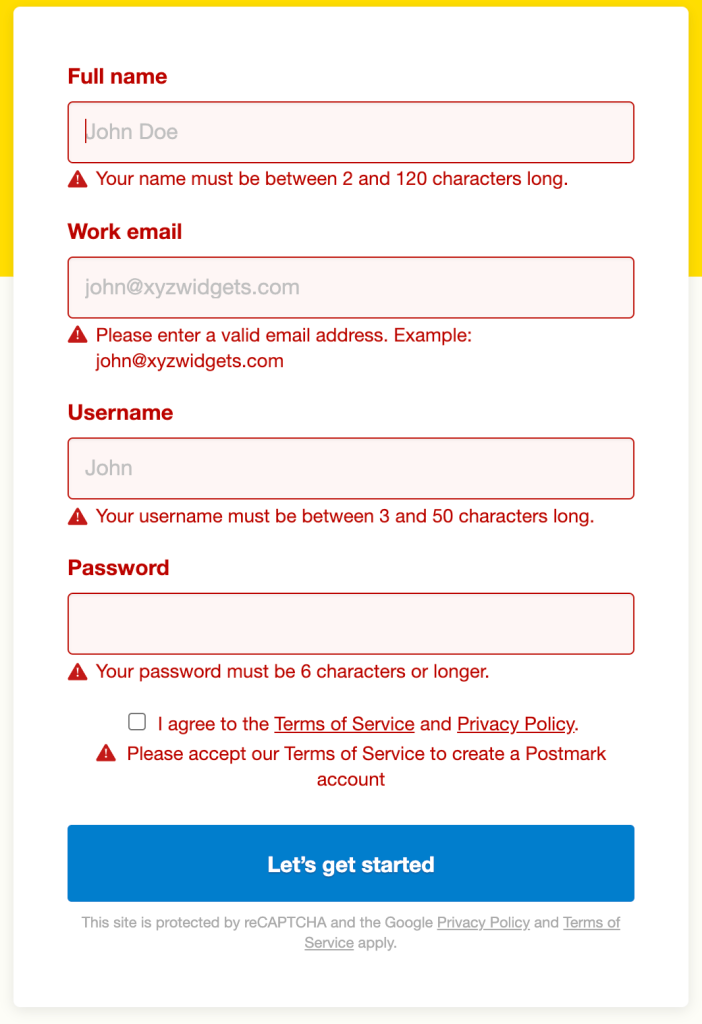 Full name
John Doe
Your name must be between 2 and 120 characters long.
Work email
john@xyzwidgets.com
Please enter a valid email address. Example:
john@xyzwidgets.com
Username
John
Your username must be between 3 and 50 characters long.
Password
Your password must be 6 characters or longer.
I agree to the Terms of Service and Privacy Policy.
Please accept our Terms of Service to create a Postmark
account
Let’s get started
This site is protected by reCAPTCHA and the Google Privacy Policy and Terms of
Service apply.